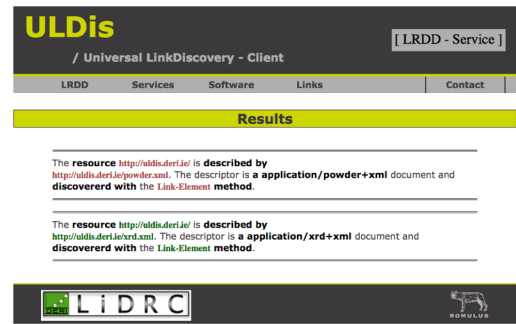 ULDis
[ LRDD - Service ]
/ Universal LinkDiscovery - Client
LRDD Services Software Links Contact
Results
The resource http://uldis.deri.ie/ is described by
http://uldis.deri.ie/powder.xml. The descriptor is a application/powder+xml document and
discovererd with the Link-Element method.
The resource http://uldis.deri.ie/ is described by
http://uldis.deri.ie/xrd.xml. The descriptor is a application/xrd+xml document and
discovererd with the Link-Element method.
DERI LiDRC
ROMULUS